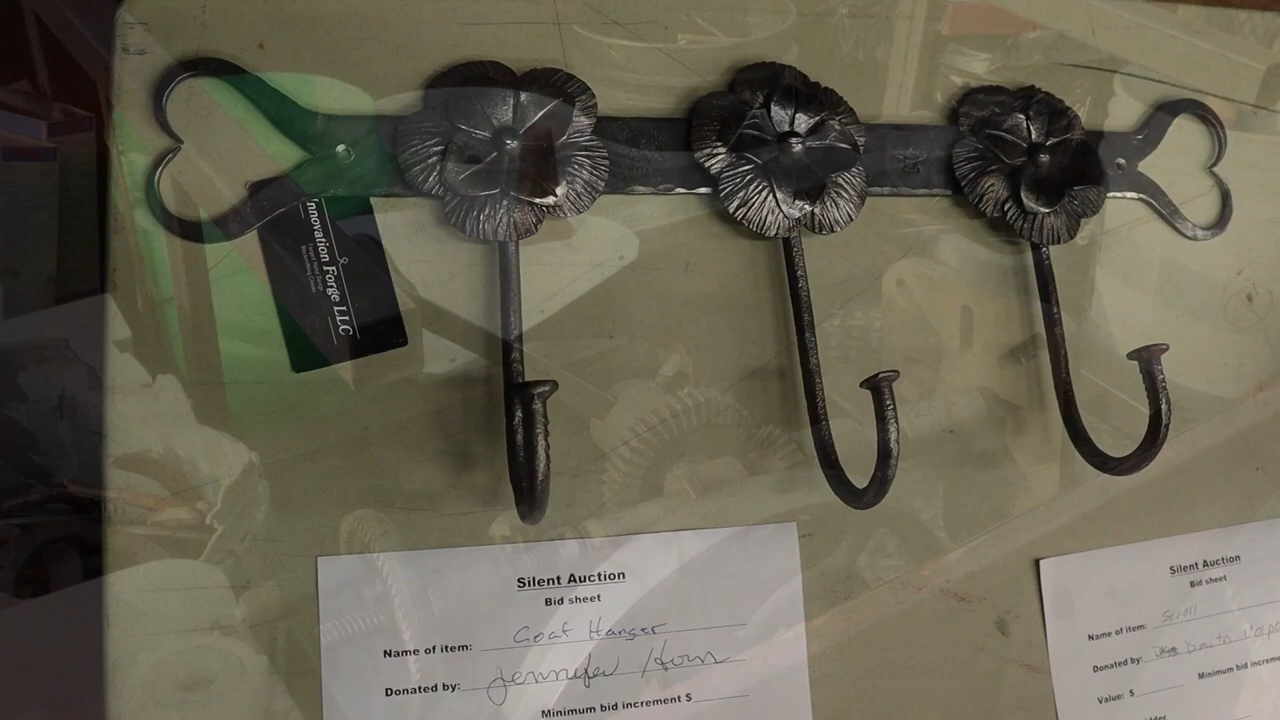 Innovation Forge LLC
Silent Auction
Bid sheet
Name of item: Goat Hanger
Donated by: Jennifer Horn
Minimum bid increment $
Silent Auction
Bid sheet
Name of item: Scroll
Donated by:
Value: $
Minimum bid increme